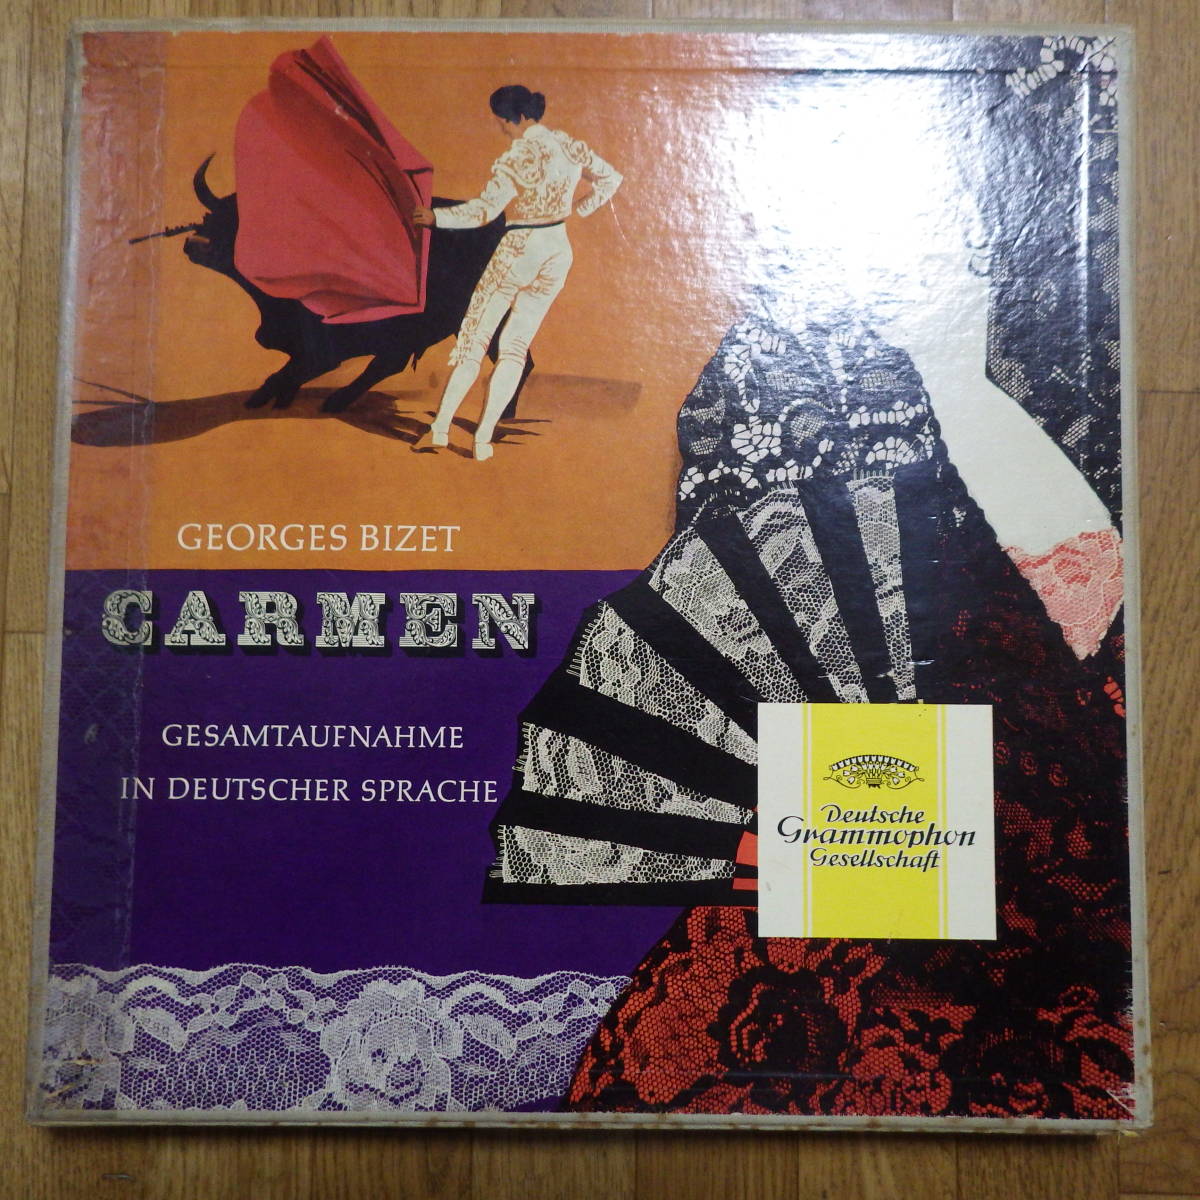 GEORGES BIZET
CARMEN
GESAMTAUFNAHME
IN DEUTSCHER SPRACHE
Deutsche
Grammophon
Gesellschaft